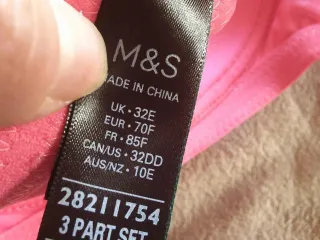 M&S
MADE IN CHINA
UK • 32E
EUR • 70F
FR • 85F
CAN/US • 32DD
AUS/NZ • 10E
28211754
3 PART SET